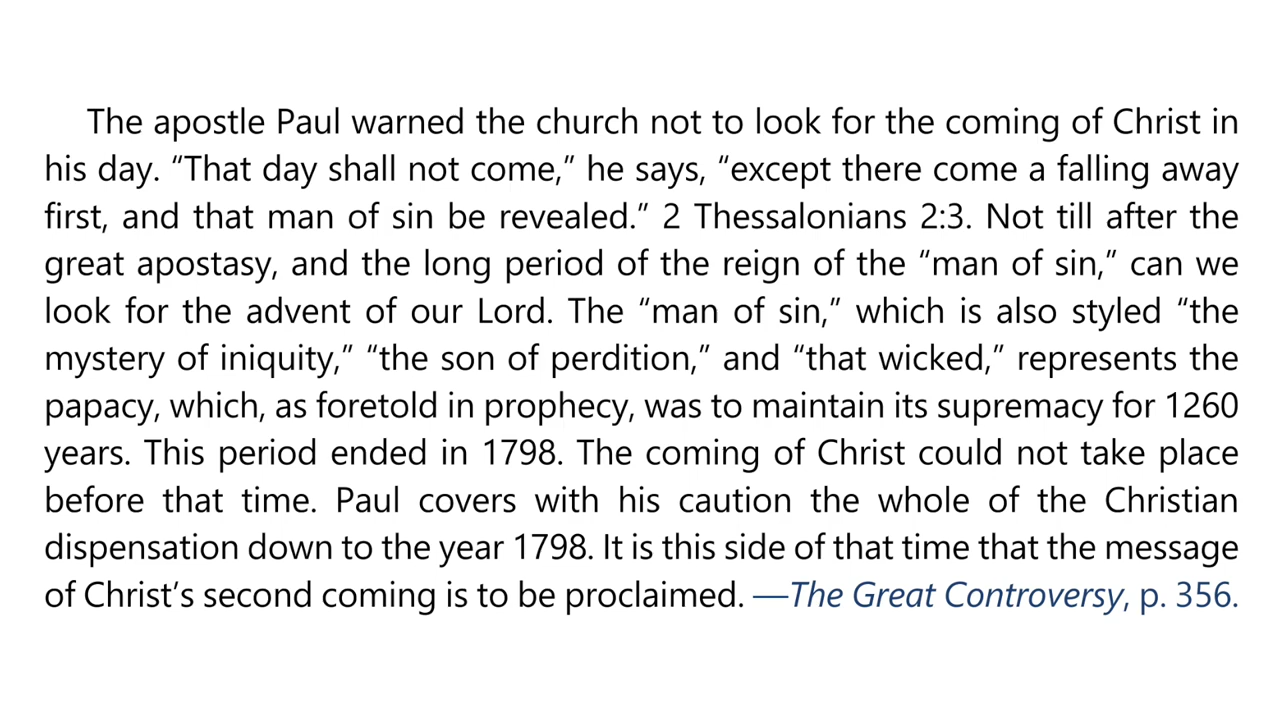 The apostle Paul warned the church not to look for the coming of Christ in
his day. “That day shall not come,” he says, “except there come a falling away
first, and that man of sin be revealed.” 2 Thessalonians 2:3. Not till after the
great apostasy, and the long period of the reign of the “man of sin,” can we
look for the advent of our Lord. The “man of sin,” which is also styled “the
mystery of iniquity,” “the son of perdition,” and “that wicked,” represents the
papacy, which, as foretold in prophecy, was to maintain its supremacy for 1260
years. This period ended in 1798. The coming of Christ could not take place
before that time. Paul covers with his caution the whole of the Christian
dispensation down to the year 1798. It is this side of that time that the message
of Christ’s second coming is to be proclaimed. —The Great Controversy, p. 356.